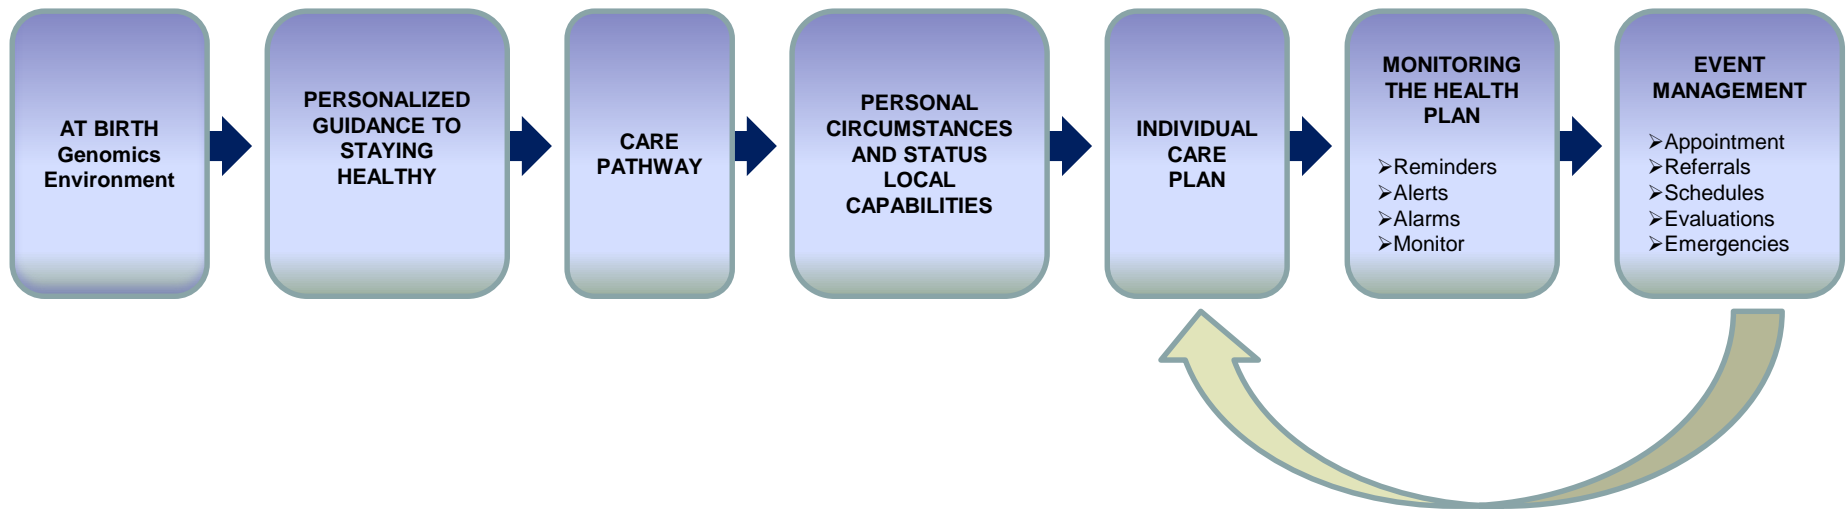 AT BIRTH
Genomics
Environment
PERSONALIZED
GUIDANCE TO
STAYING
HEALTHY
CARE
PATHWAY
PERSONAL
CIRCUMSTANCES
AND STATUS
LOCAL
CAPABILITIES
INDIVIDUAL
CARE
PLAN
MONITORING
THE HEALTH
PLAN
➢Reminders
➢Alerts
➢Alarms
➢Monitor
EVENT
MANAGEMENT
➢Appointment
➢Referrals
➢Schedules
➢Evaluations
➢Emergencies